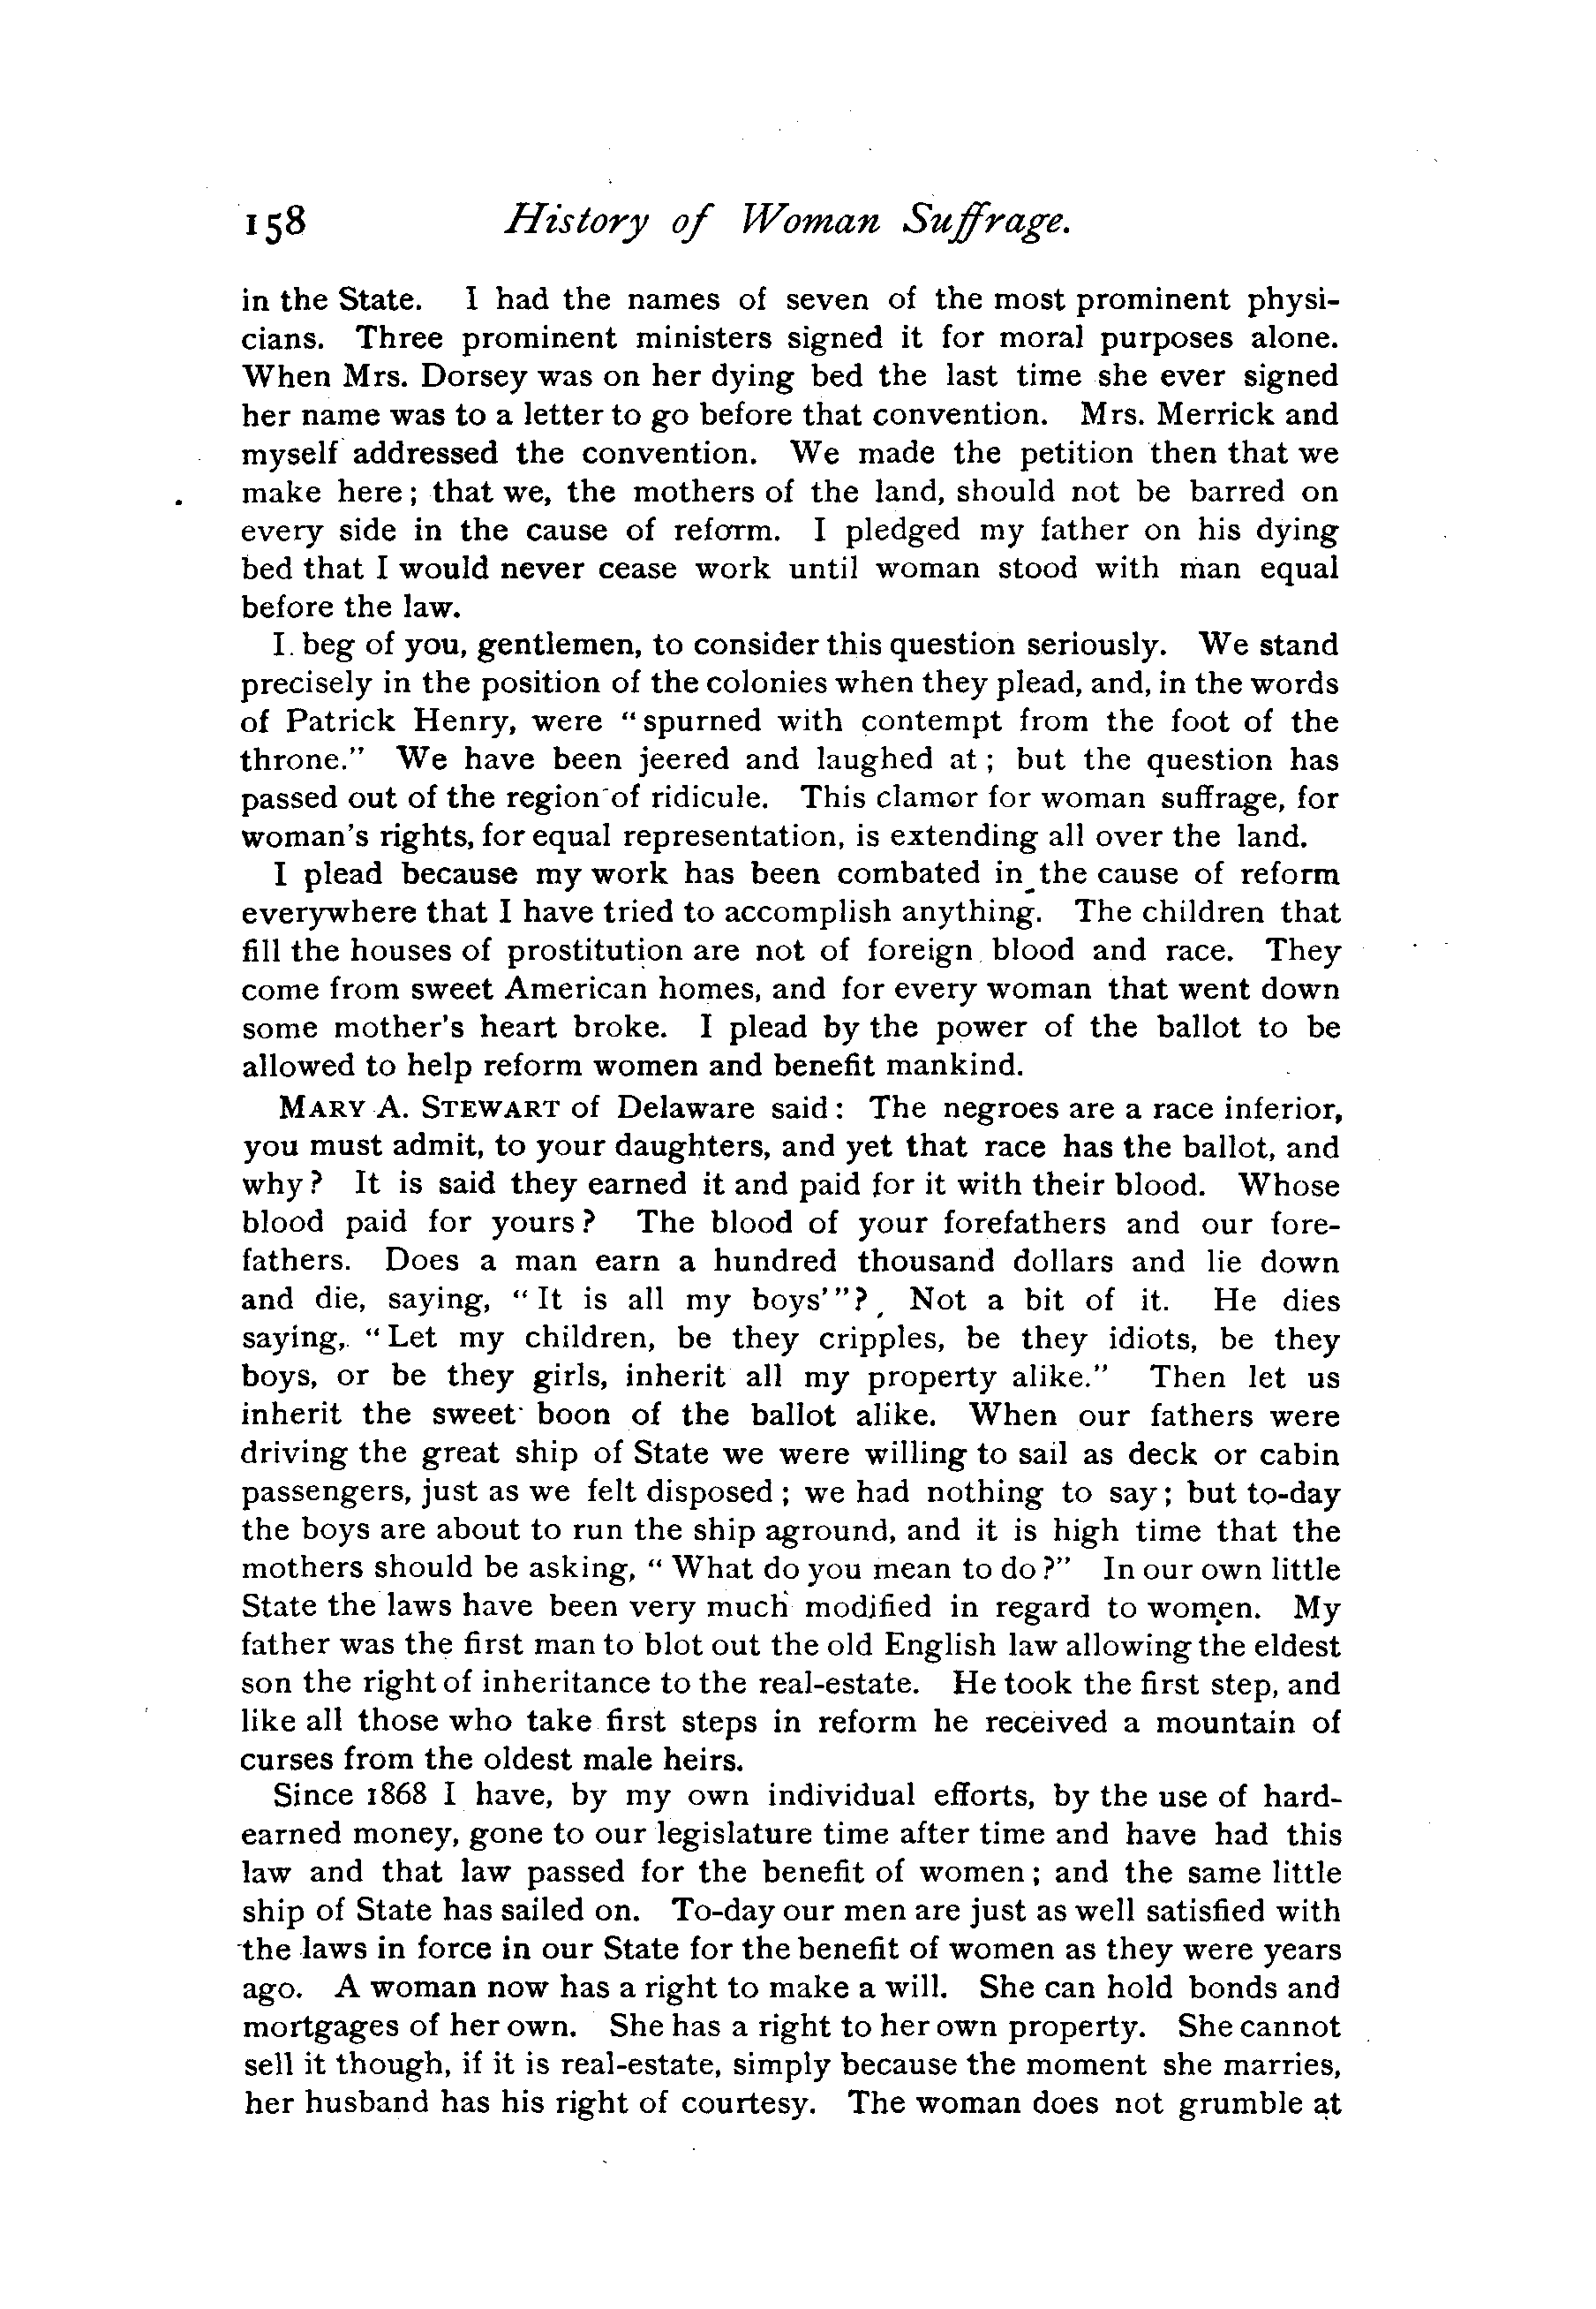 158 History of Woman Suffrage.
in the State. I had the names of seven of the most prominent physi-
cians. Three prominent ministers signed it for moral purposes alone.
When Mrs. Dorsey was on her dying bed the last time she ever signed
her name was to a letter to go before that convention. Mrs. Merrick and
myself addressed the convention. We made the petition then that we
make here; that we, the mothers of the land, should not be barred on
every side in the cause of reform. I pledged my father on his dying
bed that I would never cease work until woman stood with man equal
before the law.
I beg of you, gentlemen, to consider this question seriously. We stand
precisely in the position of the colonies when they plead, and, in the words
of Patrick Henry, were "spurned with contempt from the foot of the
throne." We have been jeered and laughed at; but the question has
passed out of the region of ridicule. This clamor for woman suffrage, for
woman's rights, for equal representation, is extending all over the land.
I plead because my work has been combated in the cause of reform
everywhere that I have tried to accomplish anything. The children that
fill the houses of prostitution are not of foreign blood and race. They
come from sweet American homes, and for every woman that went down
some mother's heart broke. I plead by the power of the ballot to be
allowed to help reform women and benefit mankind.
MARY A. STEWART of Delaware said: The negroes are a race inferior,
you must admit, to your daughters, and yet that race has the ballot, and
why? It is said they earned it and paid for it with their blood. Whose
blood paid for yours? The blood of your forefathers and our fore-
fathers. Does a man earn a hundred thousand dollars and lie down
and die, saying, "It is all my boys'"? Not a bit of it. He dies
saying, "Let my children, be they cripples, be they idiots, be they
boys, or be they girls, inherit all my property alike." Then let us
inherit the sweet boon of the ballot alike. When our fathers were
driving the great ship of State we were willing to sail as deck or cabin
passengers, just as we felt disposed; we had nothing to say; but to-day
the boys are about to run the ship aground, and it is high time that the
mothers should be asking, "What do you mean to do?" In our own little
State the laws have been very much modified in regard to women. My
father was the first man to blot out the old English law allowing the eldest
son the right of inheritance to the real-estate. He took the first step, and
like all those who take first steps in reform he received a mountain of
curses from the oldest male heirs.
Since 1868 I have, by my own individual efforts, by the use of hard-
earned money, gone to our legislature time after time and have had this
law and that law passed for the benefit of women; and the same little
ship of State has sailed on. To-day our men are just as well satisfied with
the laws in force in our State for the benefit of women as they were years
ago. A woman now has a right to make a will. She can hold bonds and
mortgages of her own. She has a right to her own property. She cannot
sell it though, if it is real-estate, simply because the moment she marries,
her husband has his right of courtesy. The woman does not grumble at